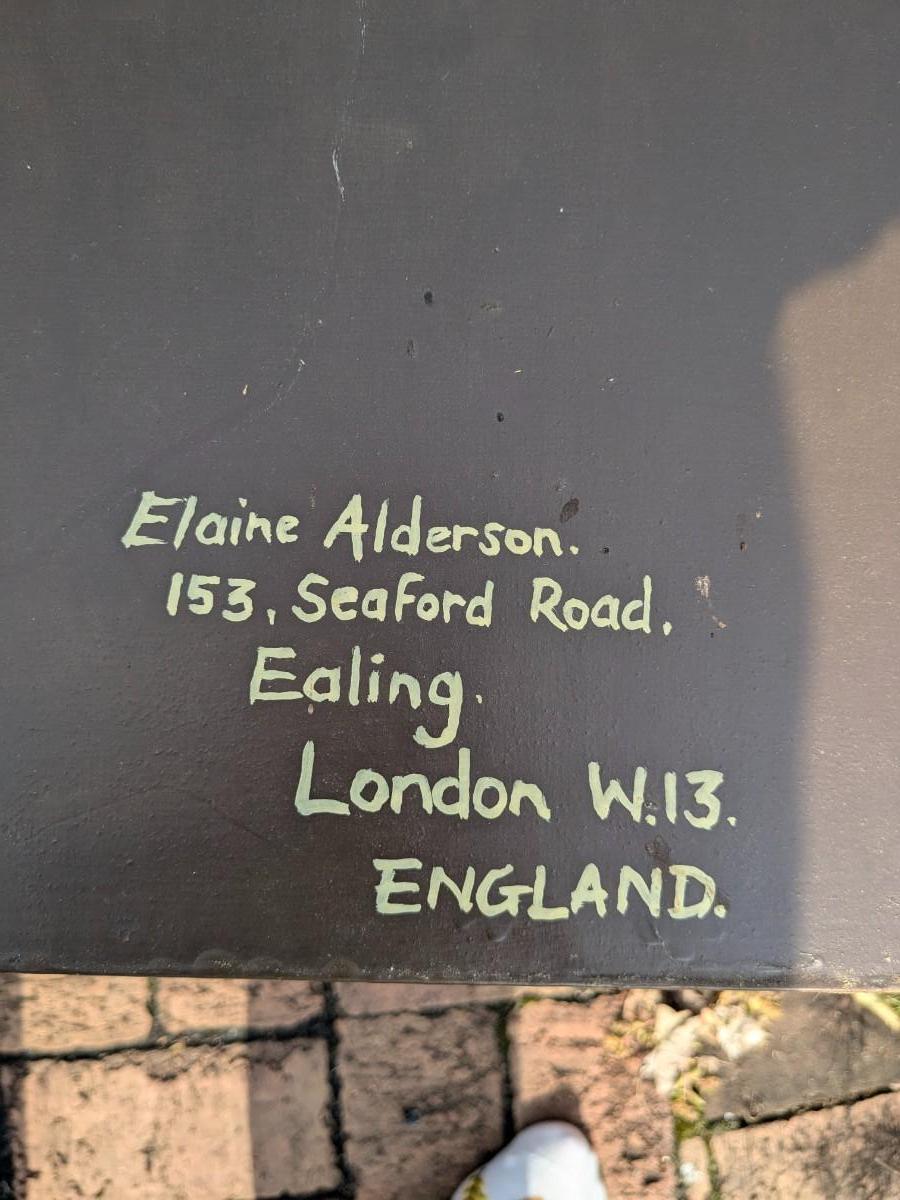 Elaine Alderson.
153, Seaford Road.
Ealing.
London W.13.
ENGLAND.